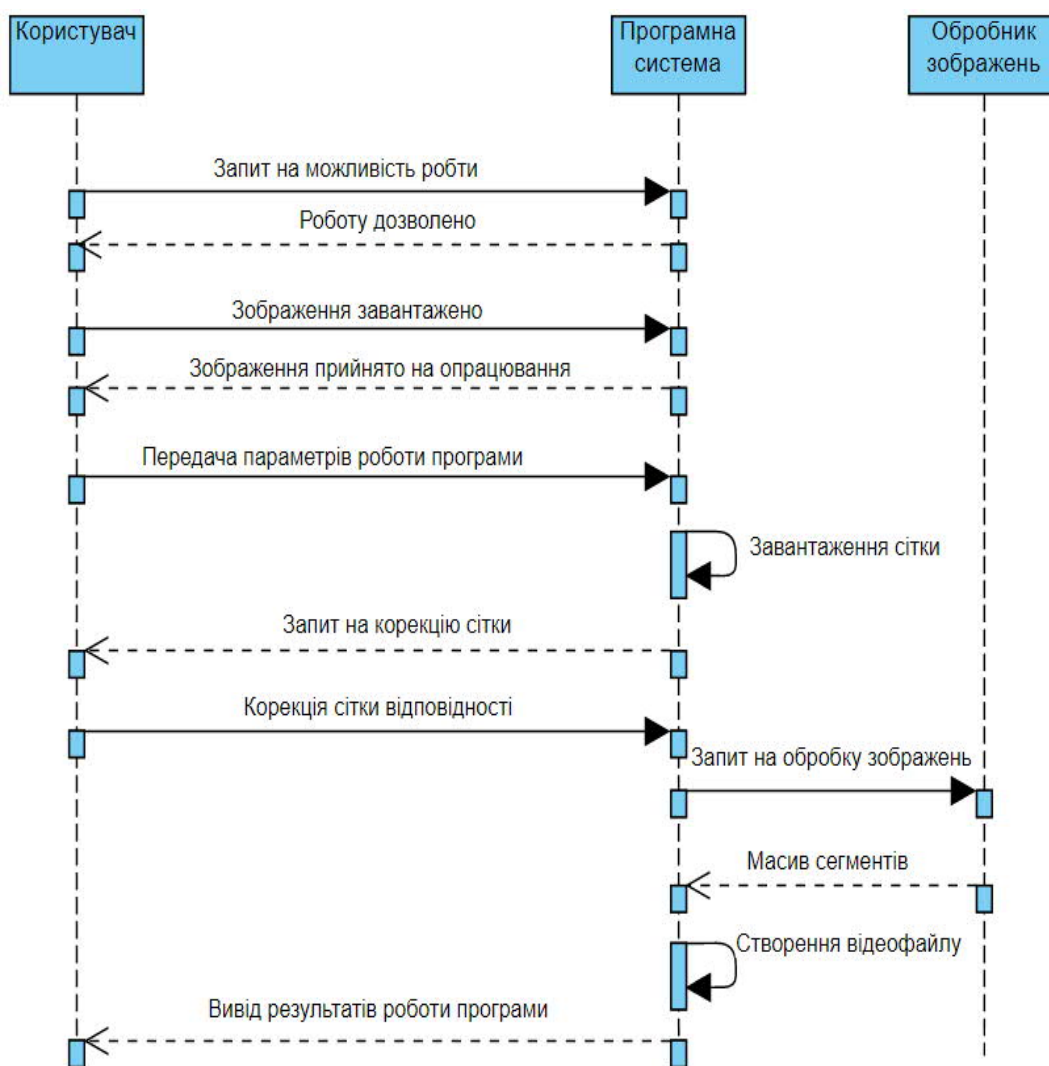 Користувач
Програмна
система
Обробник
зображень
Запит на можливість робти
Роботу дозволено
Зображення завантажено
Зображення прийнято на опрацювання
Передача параметрів роботи програми
Завантаження сітки
Запит на корекцію сітки
Корекція сітки відповідності
Запит на обробку зображень
Масив сегментів
Створення відеофайлу
Вивід результатів роботи програми